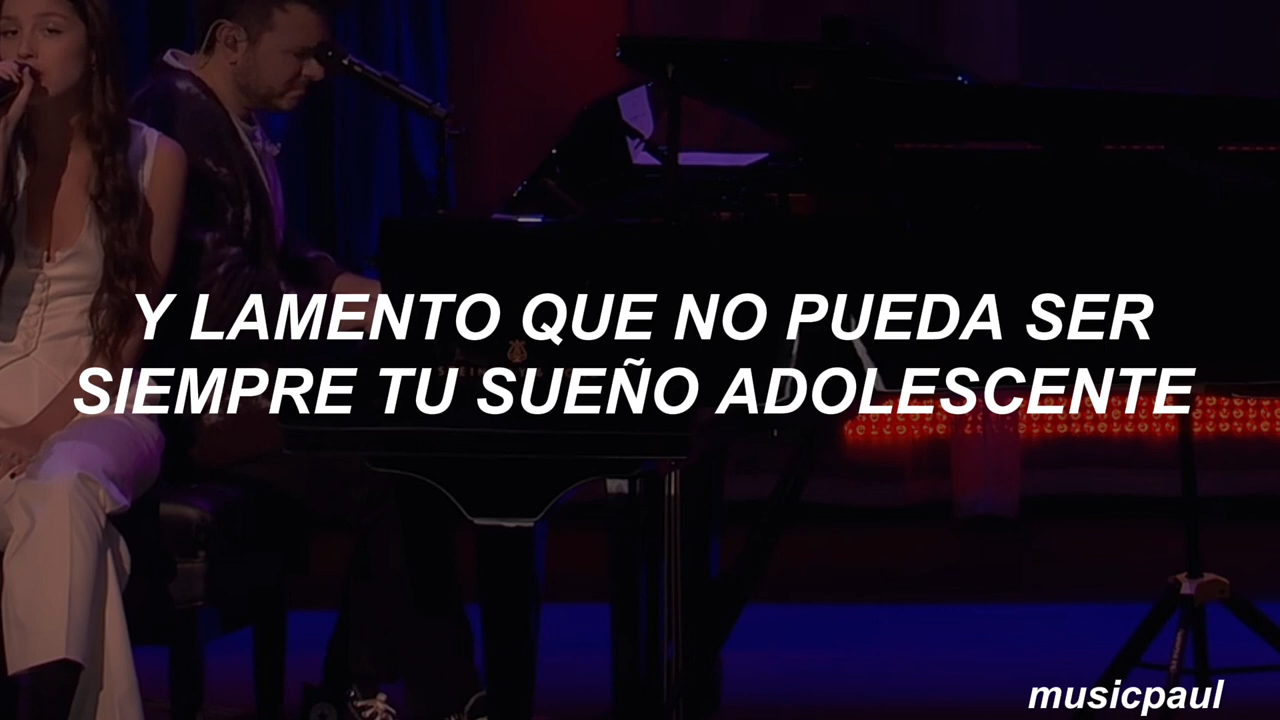 Y LAMENTO QUE NO PUEDA SER
SIEMPRE TU SUEÑO ADOLESCENTE
musicpaul